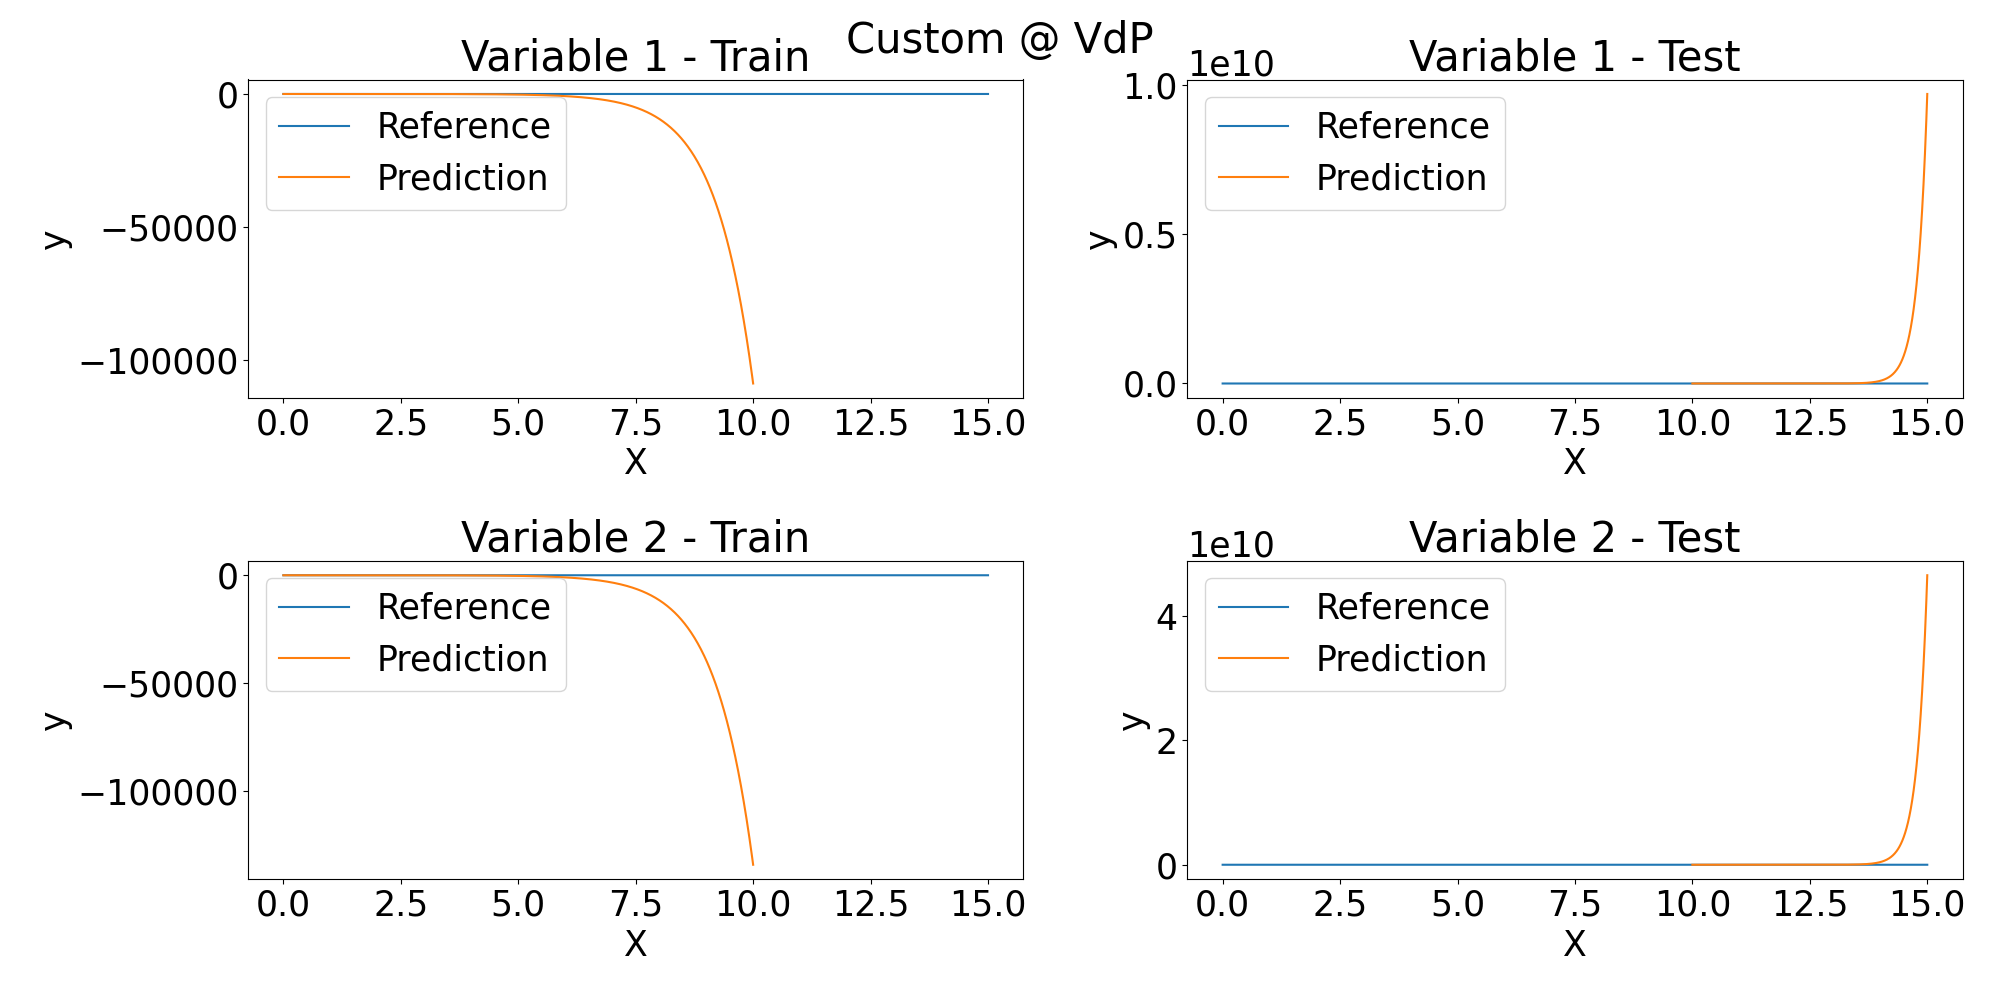 Custom @ VdP
Variable 1 - Train
0
−50000
−100000
y
Reference
Prediction
0.0 2.5 5.0 7.5 10.0 12.5 15.0
X
Variable 1 - Test
1e10
1.0
0.5
0.0
y
Reference
Prediction
0.0 2.5 5.0 7.5 10.0 12.5 15.0
X
Variable 2 - Train
0
−50000
−100000
y
Reference
Prediction
0.0 2.5 5.0 7.5 10.0 12.5 15.0
X
Variable 2 - Test
1e10
4
2
0
y
Reference
Prediction
0.0 2.5 5.0 7.5 10.0 12.5 15.0
X